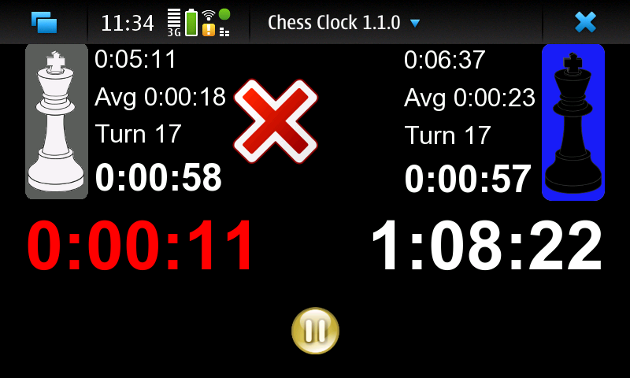 11:34
3G
Chess Clock 1.1.0
0:05:11
Avg 0:00:18
Turn 17
0:00:58
0:00:11
0:06:37
Avg 0:00:23
Turn 17
0:00:57
1:08:22